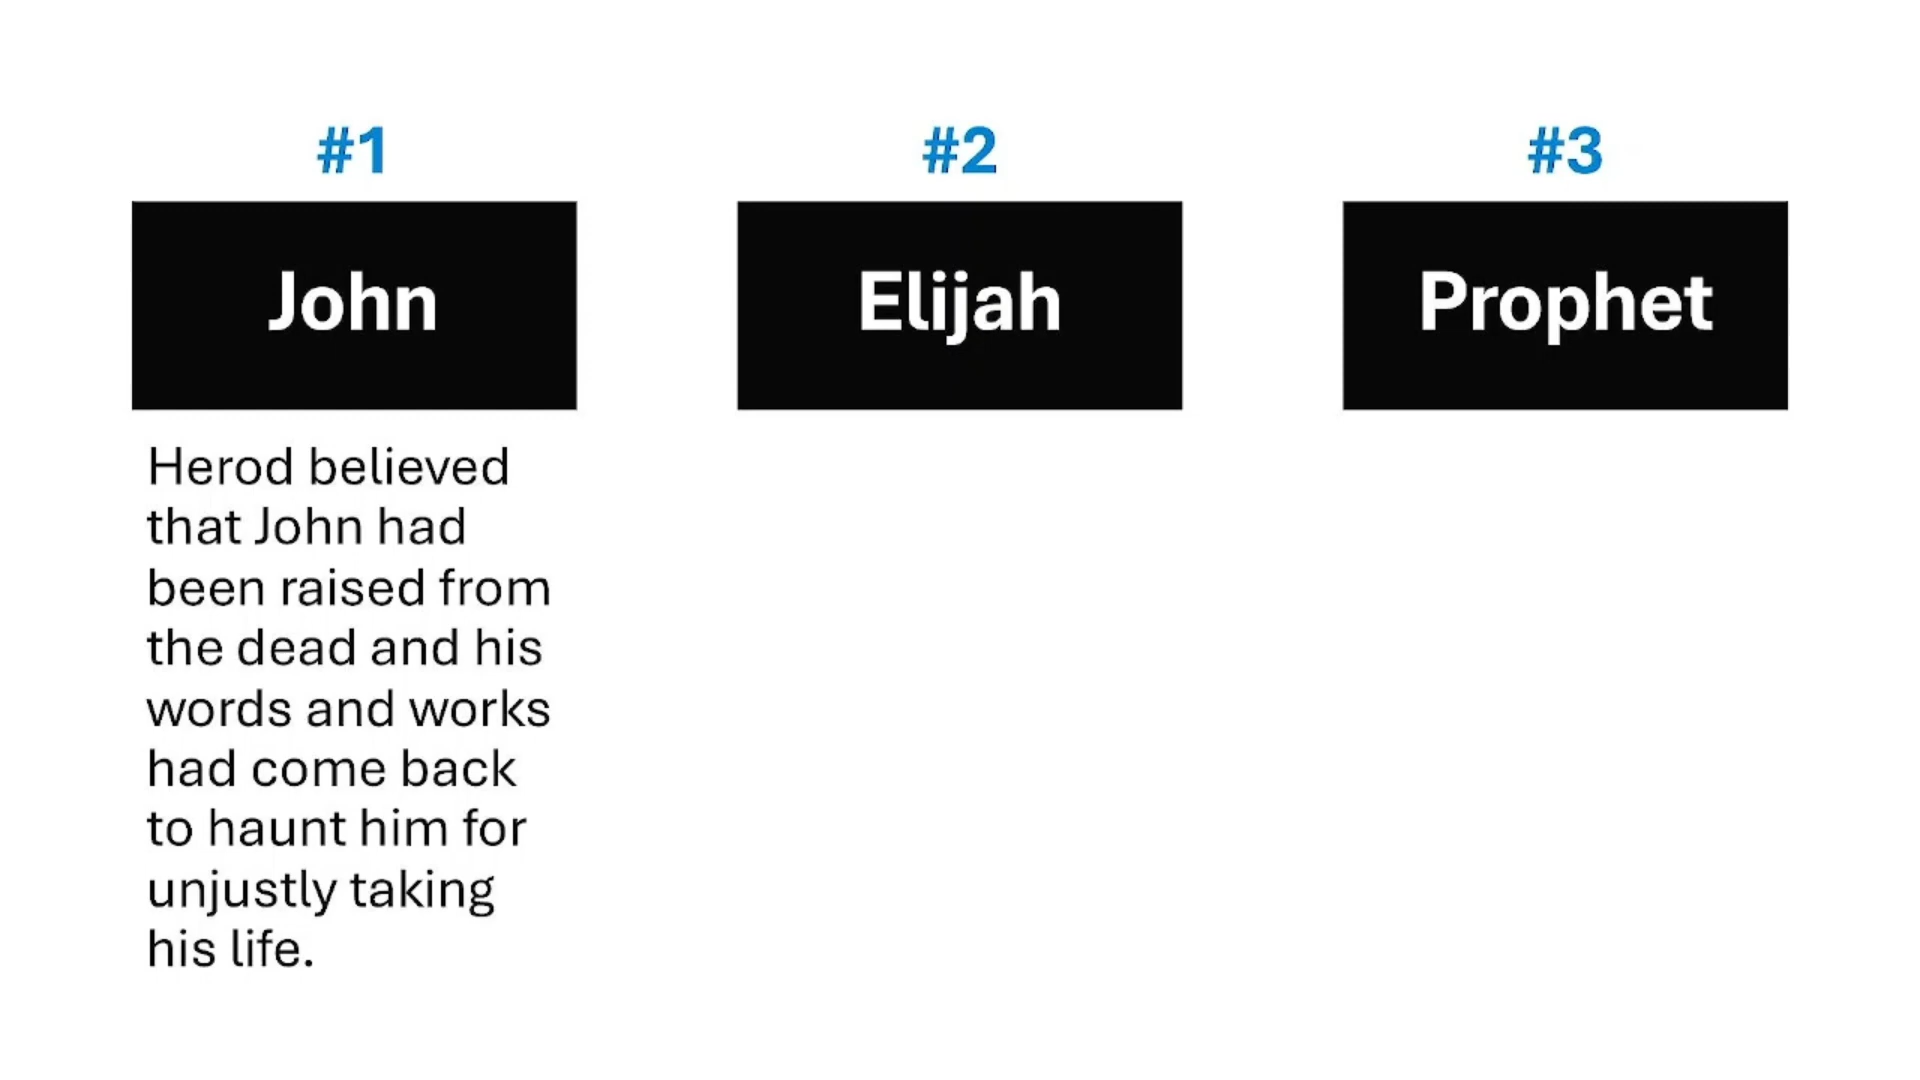 #1
John
Herod believed
that John had
been raised from
the dead and his
words and works
had come back
to haunt him for
unjustly taking
his life.
#2
Elijah
#3
Prophet